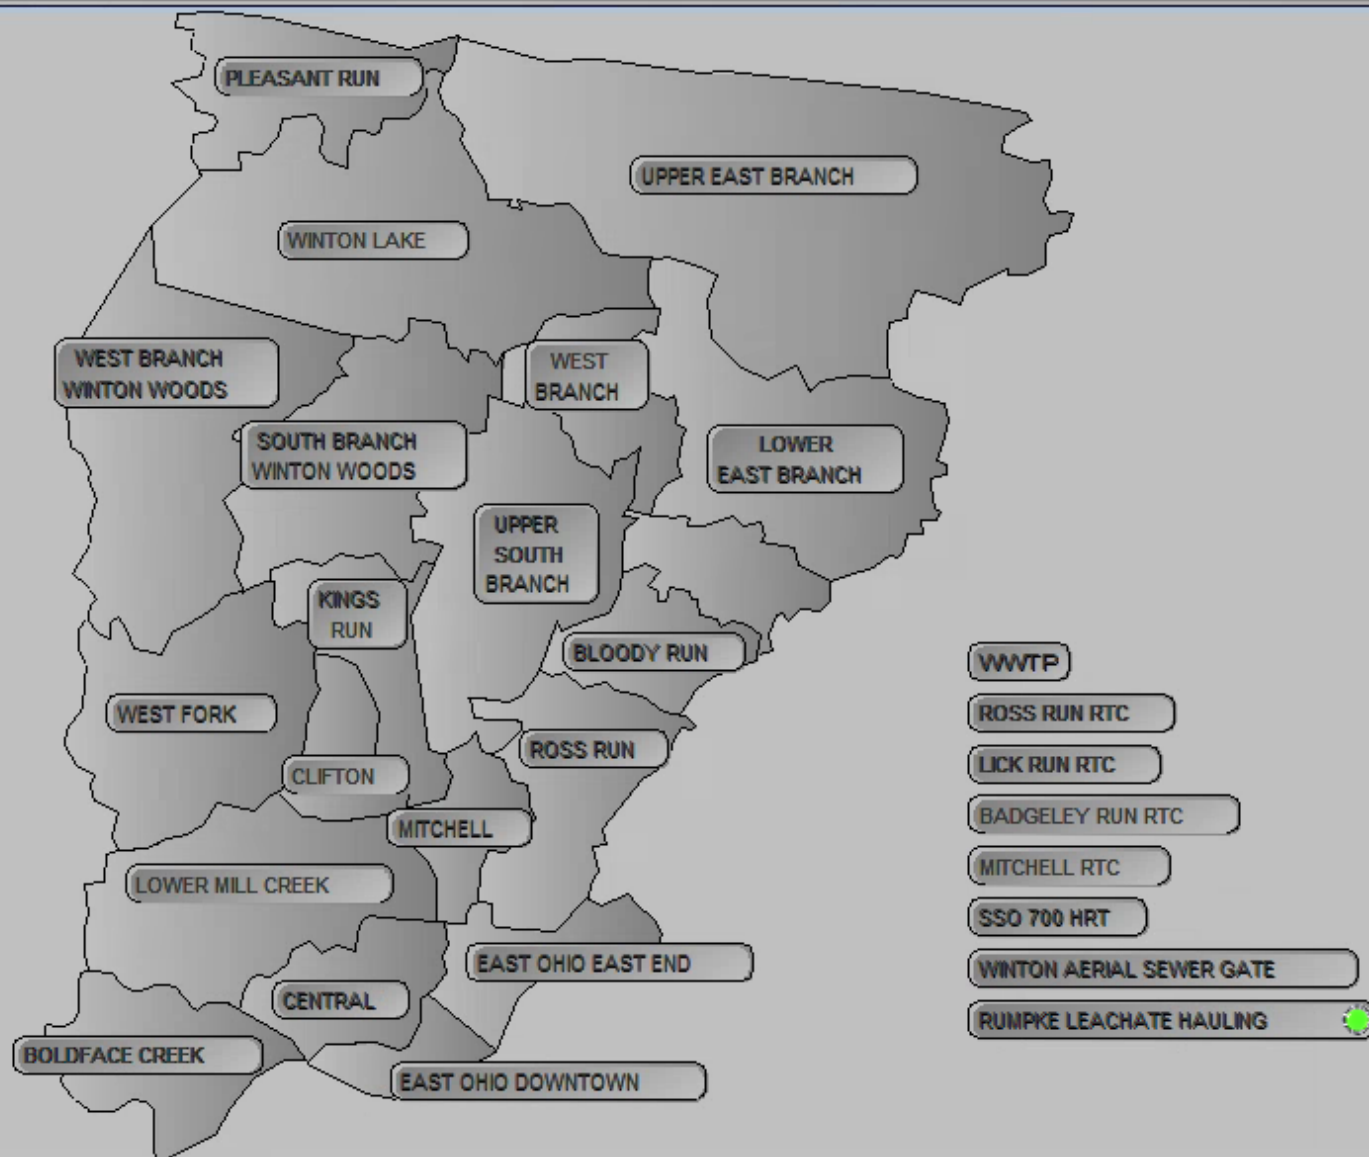 PLEASANT RUN
UPPER EAST BRANCH
WINTON LAKE
WEST BRANCH
WINTON WOODS
WEST
BRANCH
SOUTH BRANCH
WINTON WOODS
LOWER
EAST BRANCH
UPPER
SOUTH
BRANCH
KINGS
RUN
BLOODY RUN
WEST FORK
ROSS RUN
CLIFTON
MITCHELL
LOWER MILL CREEK
EAST OHIO EAST END
CENTRAL
BOLDFACE CREEK
EAST OHIO DOWNTOWN
WWTP
ROSS RUN RTC
LICK RUN RTC
BADGELEY RUN RTC
MITCHELL RTC
SSO 700 HRT
WINTON AERIAL SEWER GATE
RUMPKE LEACHATE HAULING